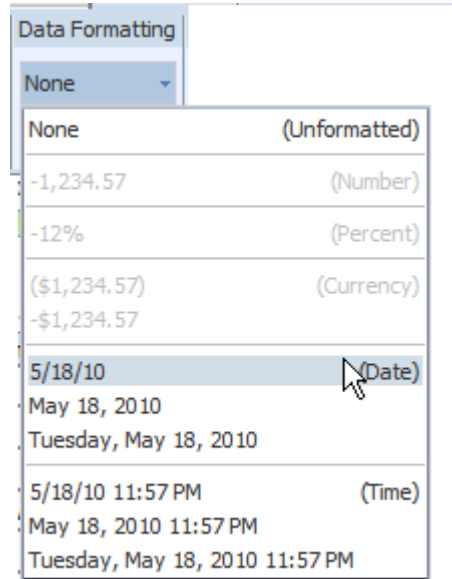 Data Formatting
None
None (Unformatted)
-1,234.57 (Number)
-12% (Percent)
($1,234.57) (Currency)
-$1,234.57
5/18/10 (Date)
May 18, 2010
Tuesday, May 18, 2010
5/18/10 11:57 PM (Time)
May 18, 2010 11:57 PM
Tuesday, May 18, 2010 11:57 PM